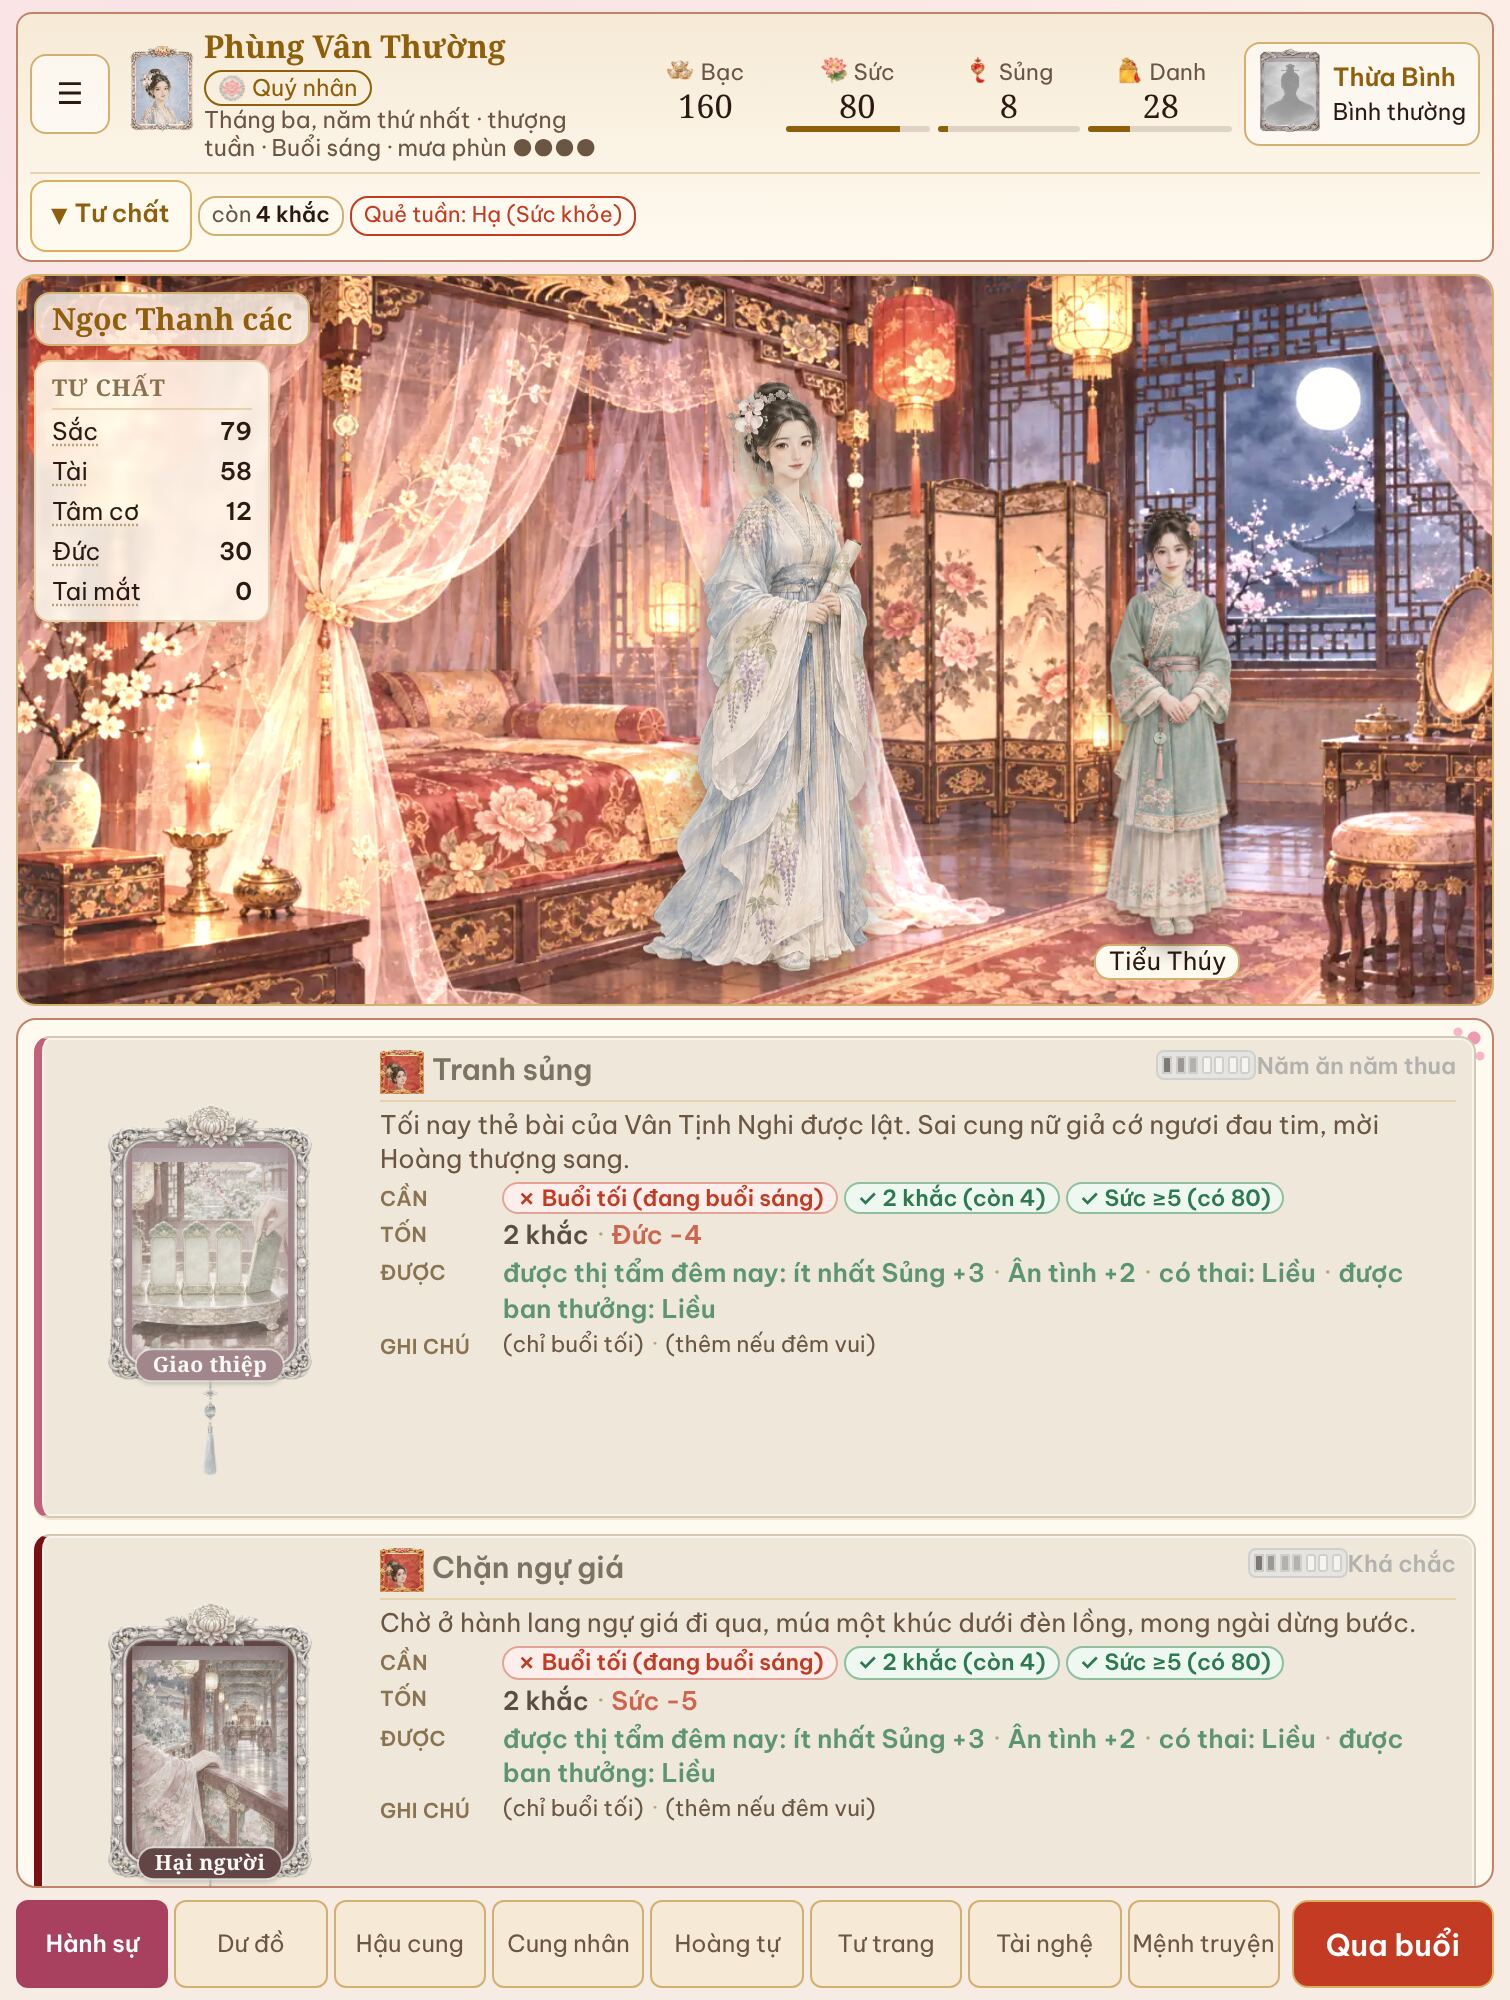 ☰
Phùng Vân Thường
Quý nhân
Tháng ba, năm thứ nhất · thượng
tuần · Buổi sáng · mưa phùn ●●●●
Bạc
160
Sức
80
Sủng
8
Danh
28
Thừa Bình
Bình thường
▼ Tư chất
còn 4 khắc
Quẻ tuần: Hạ (Sức khỏe)
Ngọc Thanh các
TƯ CHẤT
Sắc 79
Tài 58
Tâm cơ 12
Đức 30
Tai mắt 0
Tiểu Thúy
Tranh sủng
Năm ăn năm thua
Tối nay thẻ bài của Vân Tịnh Nghi được lật. Sai cung nữ giả cớ ngươi đau tim, mời
Hoàng thượng sang.
CẦN × Buổi tối (đang buổi sáng) ✓ 2 khắc (còn 4) ✓ Sức ≥5 (có 80)
TỐN 2 khắc · Đức -4
ĐƯỢC được thị tẩm đêm nay: ít nhất Sủng +3 · Ân tình +2 · có thai: Liều · được
ban thưởng: Liều
GHI CHÚ (chỉ buổi tối) · (thêm nếu đêm vui)
Giao thiệp
Chặn ngự giá
Khá chắc
Chờ ở hành lang ngự giá đi qua, múa một khúc dưới đèn lồng, mong ngài dừng bước.
CẦN × Buổi tối (đang buổi sáng) ✓ 2 khắc (còn 4) ✓ Sức ≥5 (có 80)
TỐN 2 khắc · Sức -5
ĐƯỢC được thị tẩm đêm nay: ít nhất Sủng +3 · Ân tình +2 · có thai: Liều · được
ban thưởng: Liều
GHI CHÚ (chỉ buổi tối) · (thêm nếu đêm vui)
Hại người
Hành sự
Dư đồ
Hậu cung
Cung nhân
Hoàng tự
Tư trang
Tài nghệ
Mệnh truyện
Qua buổi